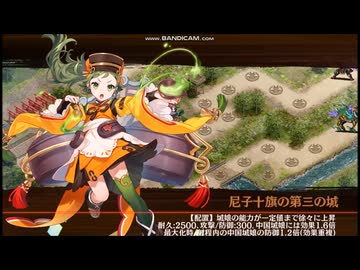 www.BANDICAM.com
尼子十旗の第三の城
【配置】城娘の能力が一定値まで徐々に上昇
耐久:2500、攻撃/防御:300、中国城娘には効果1.6倍
最大化時、射程内の中国城娘の防御1.2倍(効果重複)